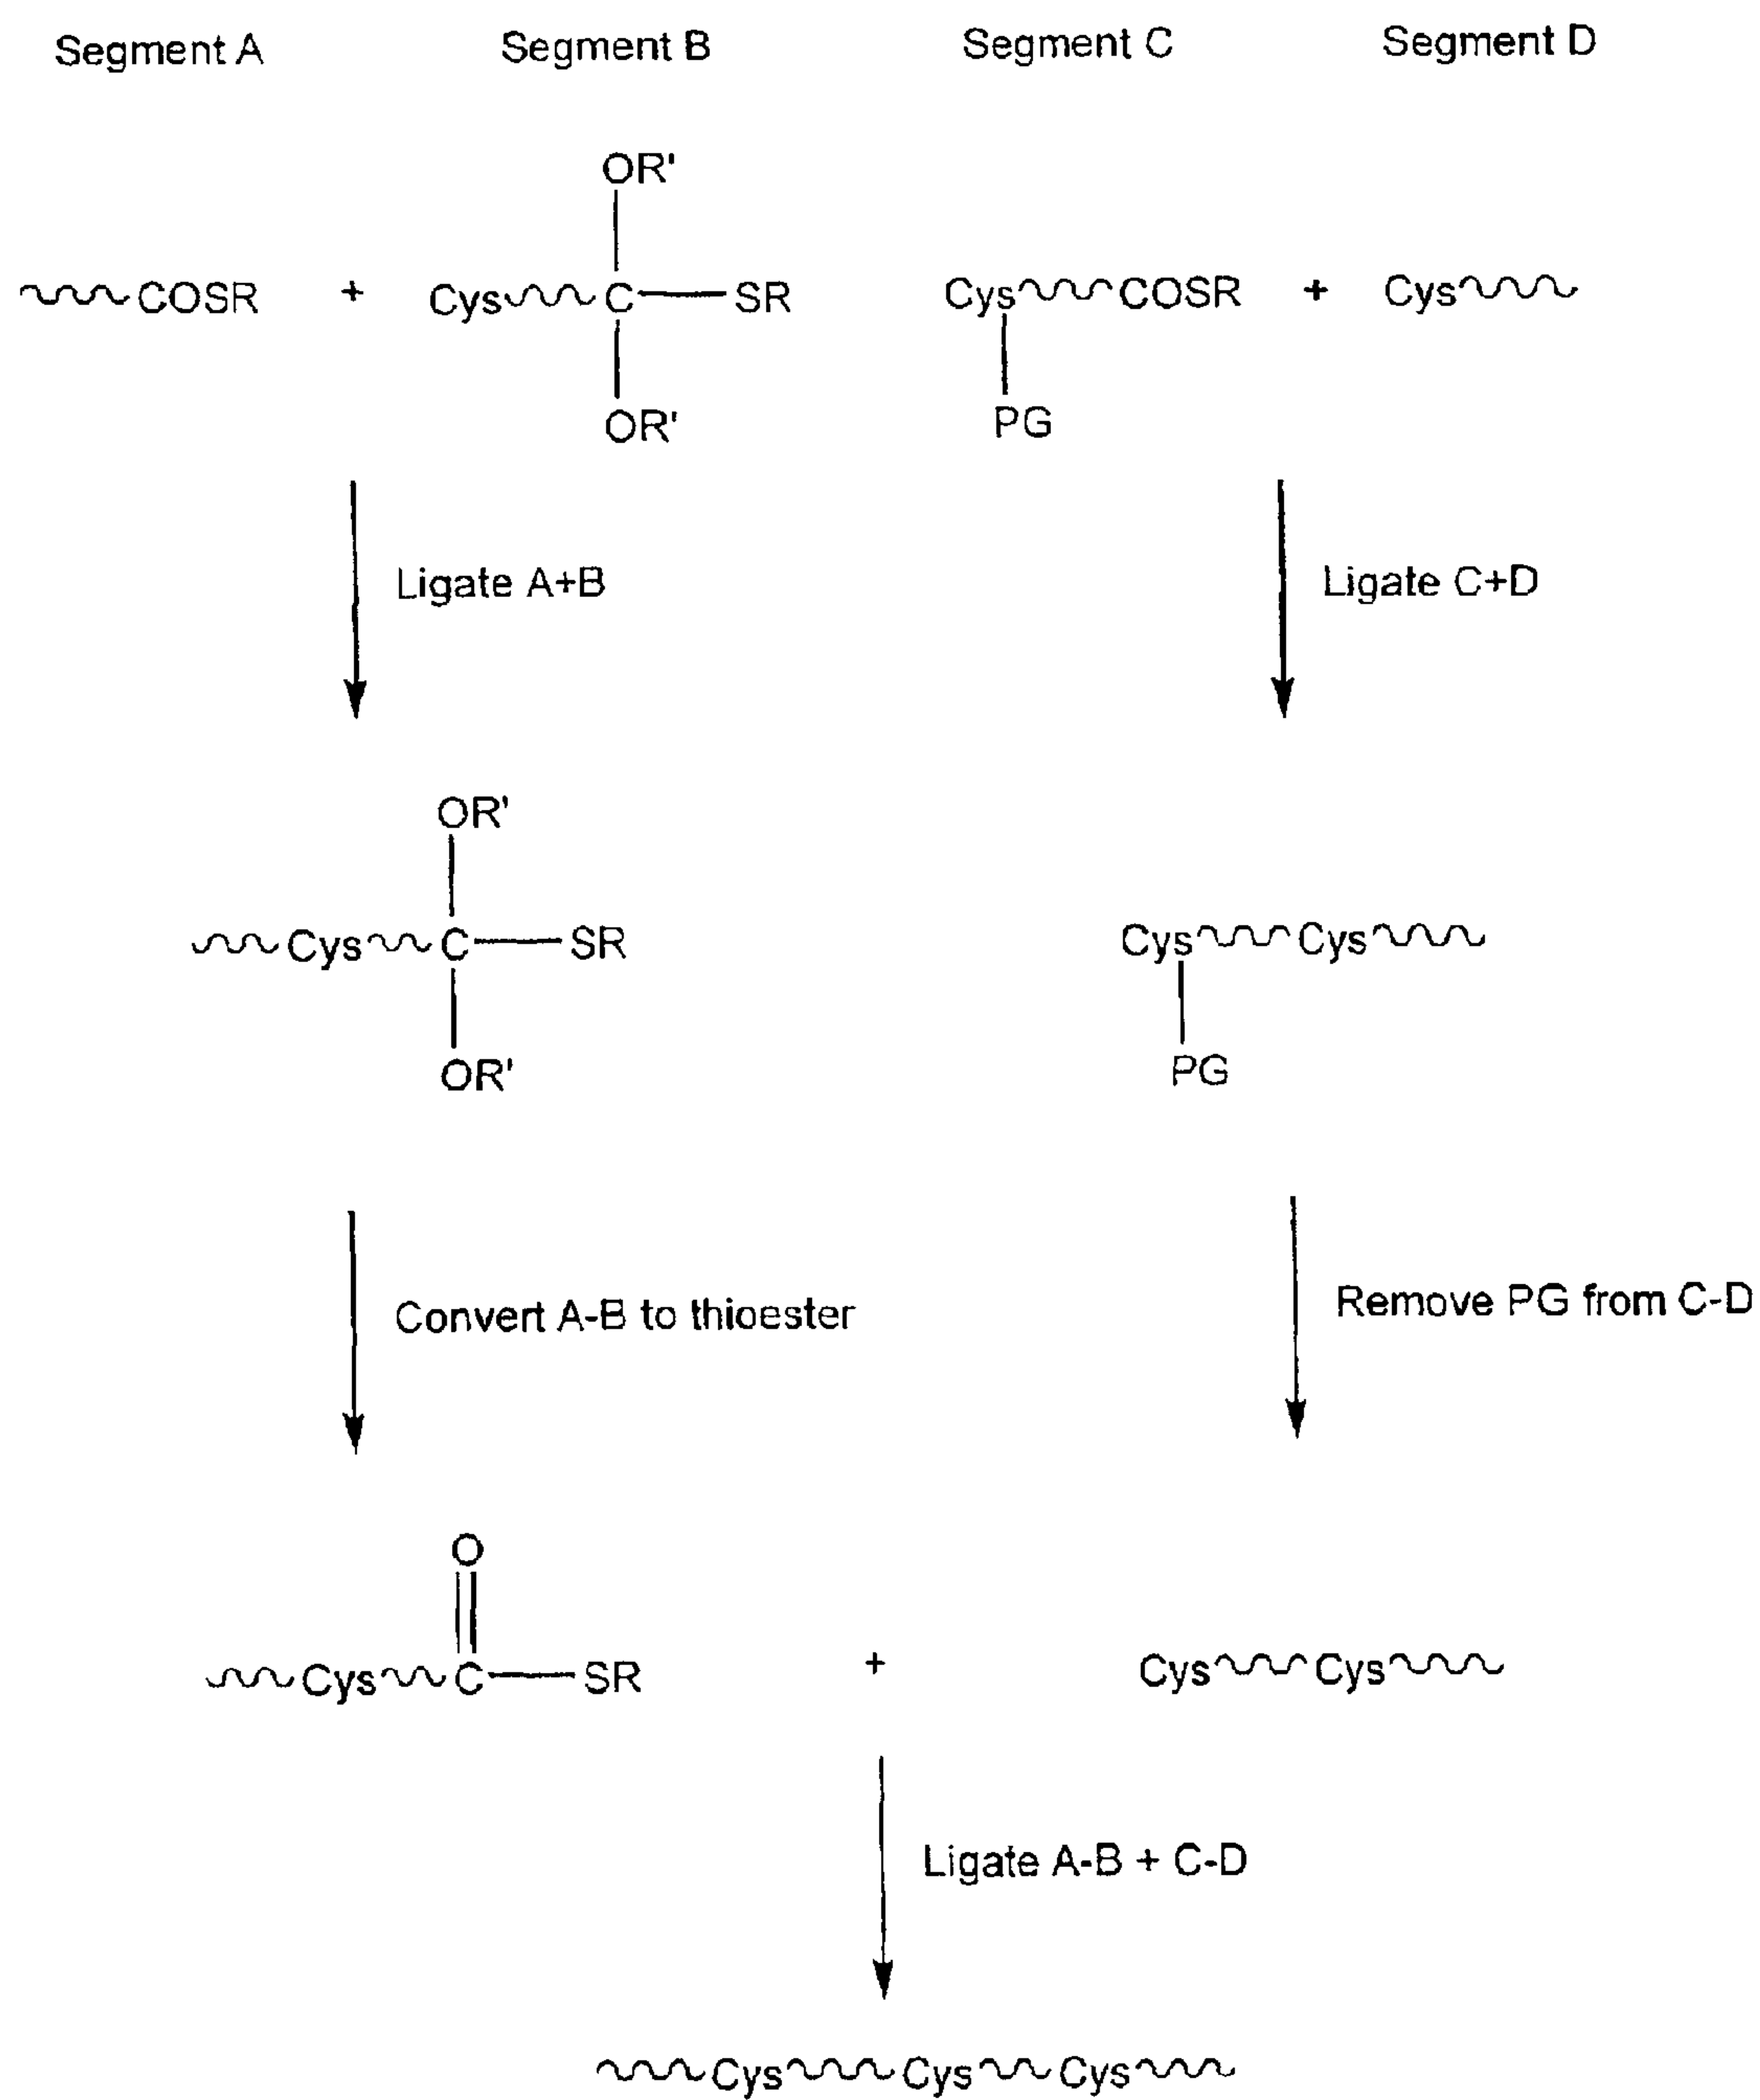 Segment A Segment B Segment C Segment D
OR'
COSR + Cys C SR Cys COSR + Cys
OR' PG
Ligate A+B Ligate C+D
OR'
Cys C SR Cys Cys
OR' PG
Convert A-B to thioester Remove PG from C-D
O
Cys C SR + Cys Cys
Ligate A-B + C-D
Cys Cys Cys